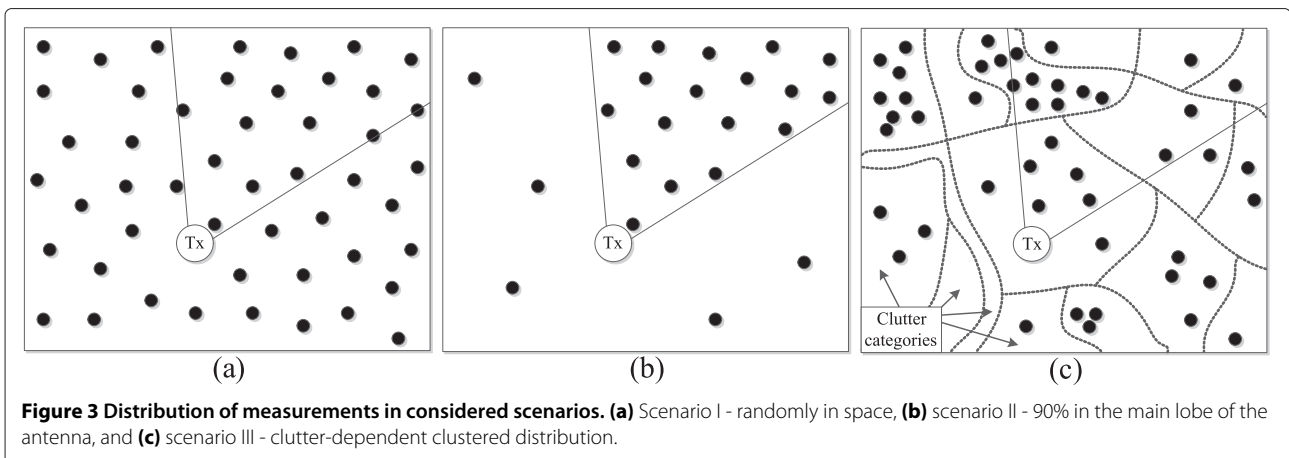 Tx
Tx
Tx
Clutter
categories
(a)
(b)
(c)
Figure 3 Distribution of measurements in considered scenarios. (a) Scenario I - randomly in space, (b) scenario II - 90% in the main lobe of the
antenna, and (c) scenario III - clutter-dependent clustered distribution.